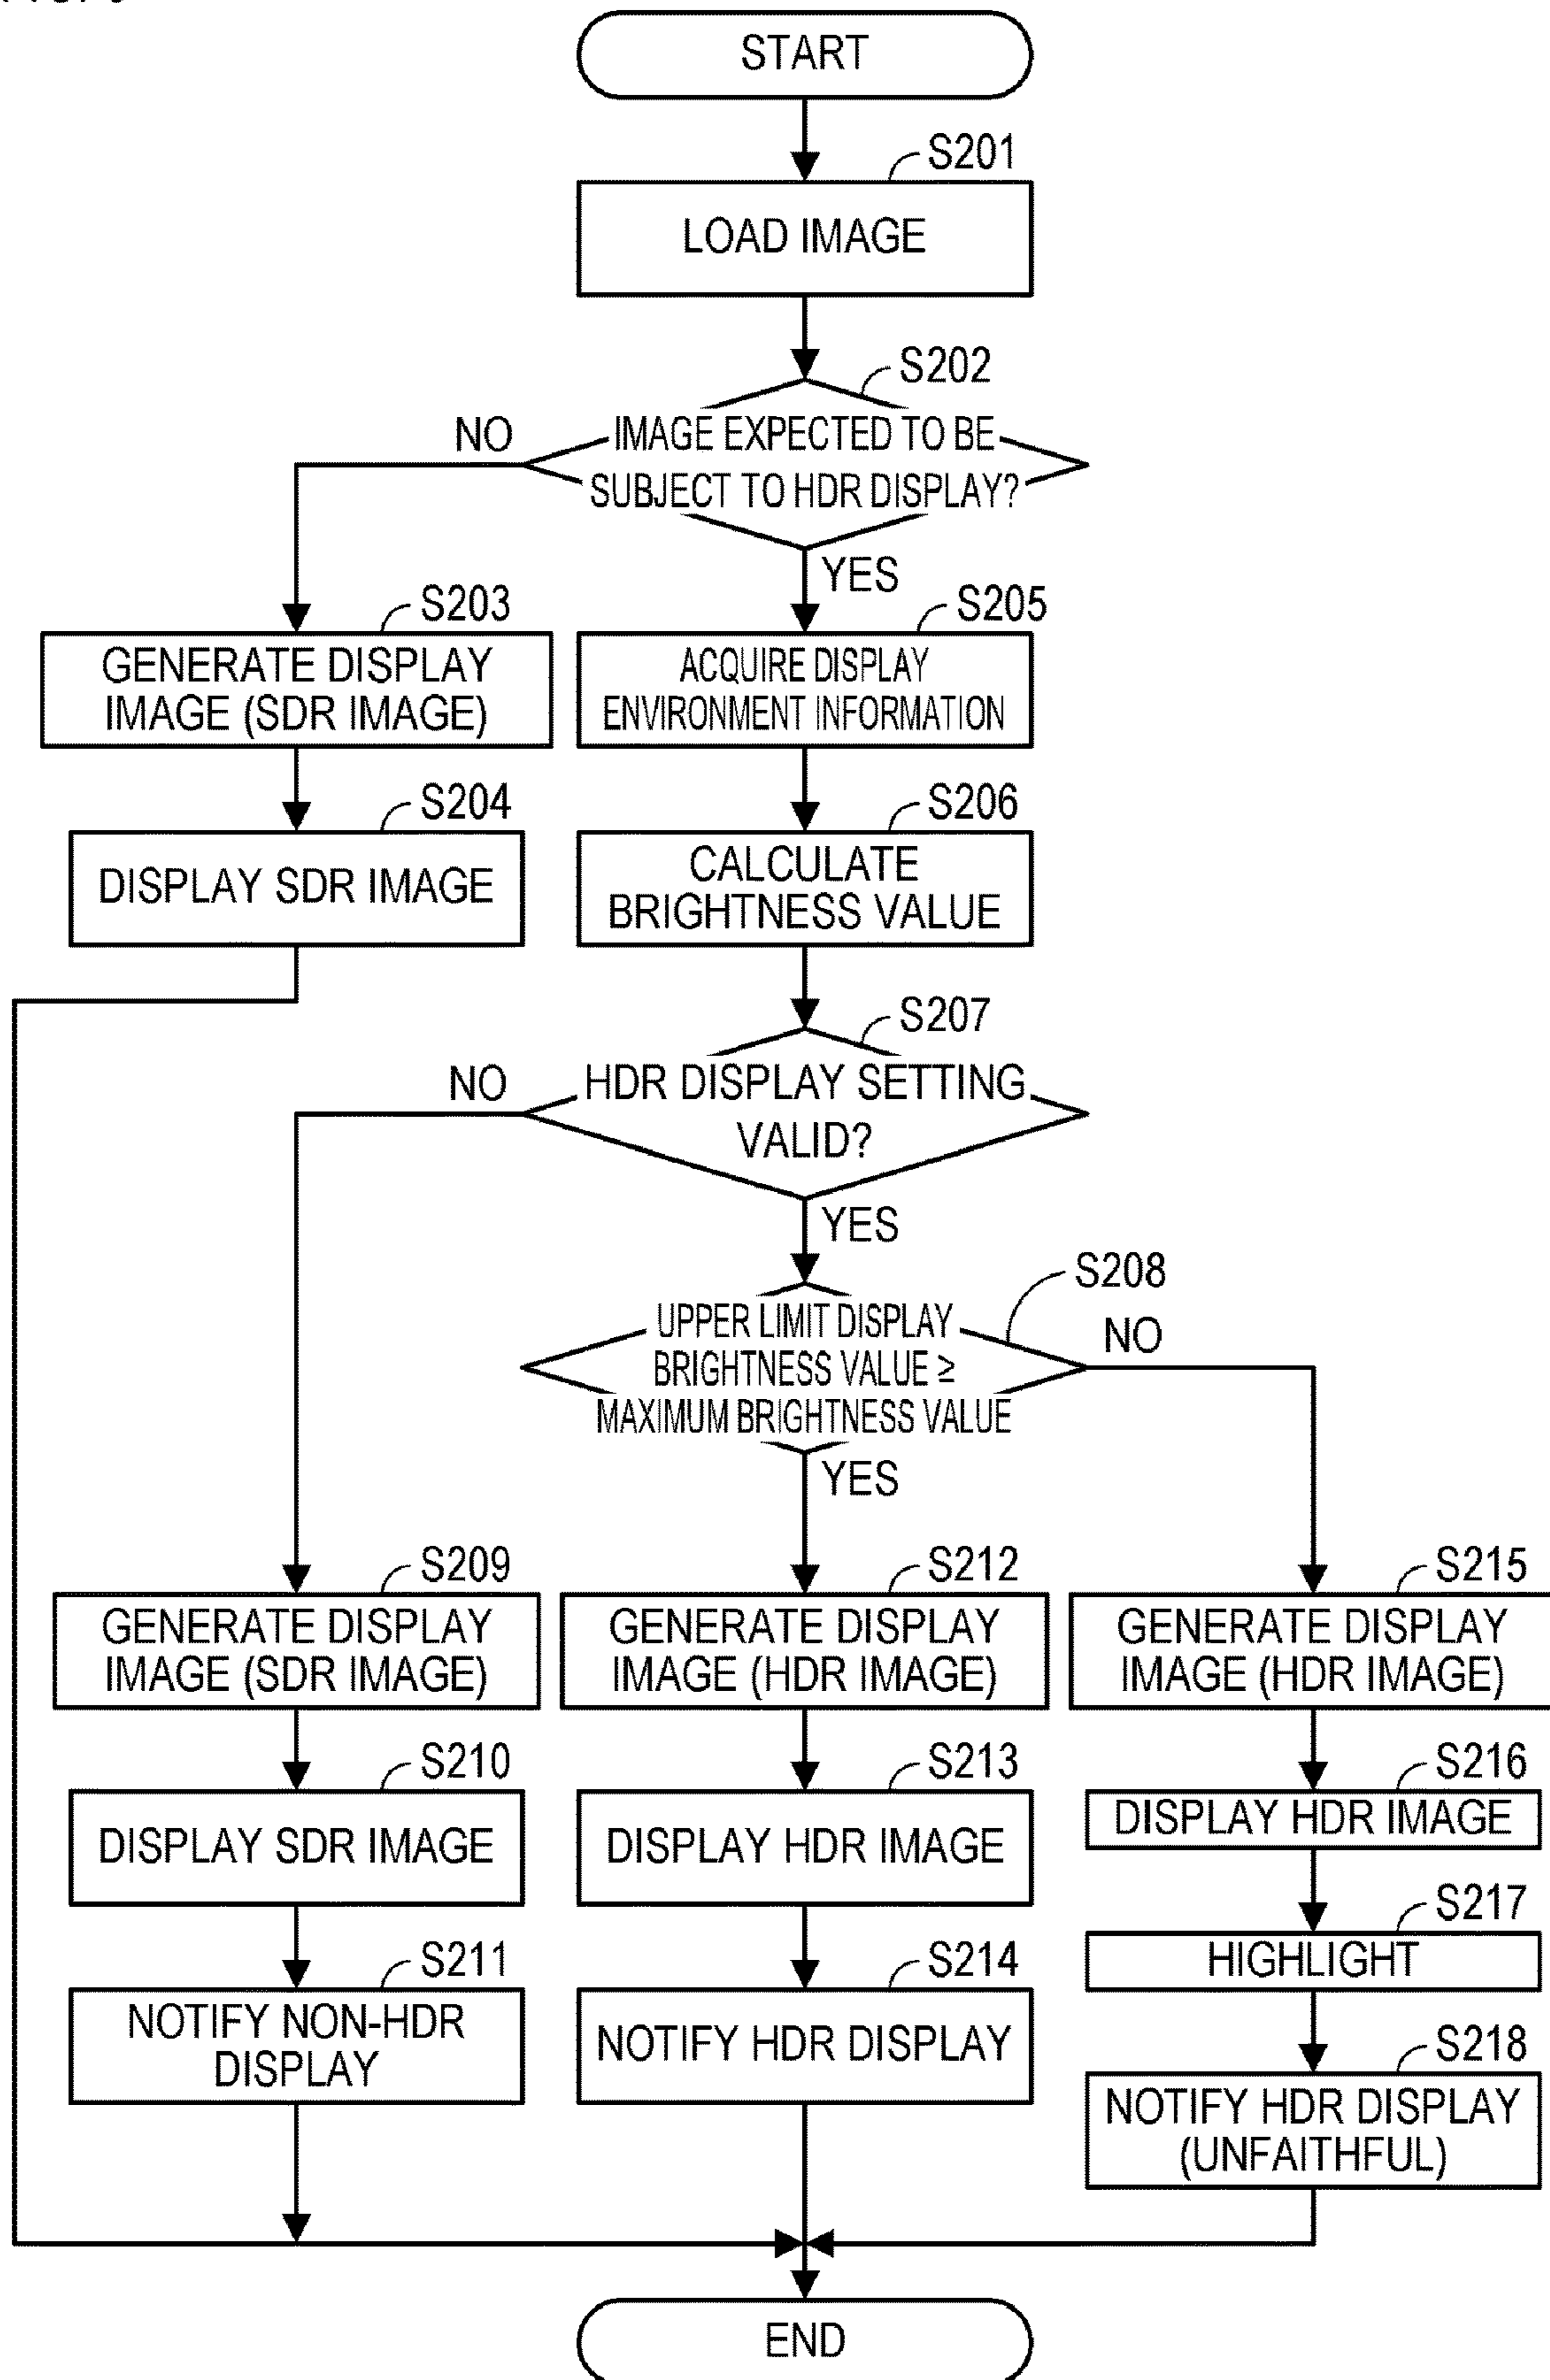 START
S201
LOAD IMAGE
S202
NO
IMAGE EXPECTED TO BE
SUBJECT TO HDR DISPLAY?
YES
S203
GENERATE DISPLAY
IMAGE (SDR IMAGE)
S205
ACQUIRE DISPLAY
ENVIRONMENT INFORMATION
S204
DISPLAY SDR IMAGE
S206
CALCULATE
BRIGHTNESS VALUE
S207
NO
HDR DISPLAY SETTING
VALID?
YES
S208
UPPER LIMIT DISPLAY
BRIGHTNESS VALUE ≥
MAXIMUM BRIGHTNESS VALUE
NO
YES
S209
GENERATE DISPLAY
IMAGE (SDR IMAGE)
S212
GENERATE DISPLAY
IMAGE (HDR IMAGE)
S215
GENERATE DISPLAY
IMAGE (HDR IMAGE)
S210
DISPLAY SDR IMAGE
S213
DISPLAY HDR IMAGE
S216
DISPLAY HDR IMAGE
S217
HIGHLIGHT
S211
NOTIFY NON-HDR
DISPLAY
S214
NOTIFY HDR DISPLAY
S218
NOTIFY HDR DISPLAY
(UNFAITHFUL)
END